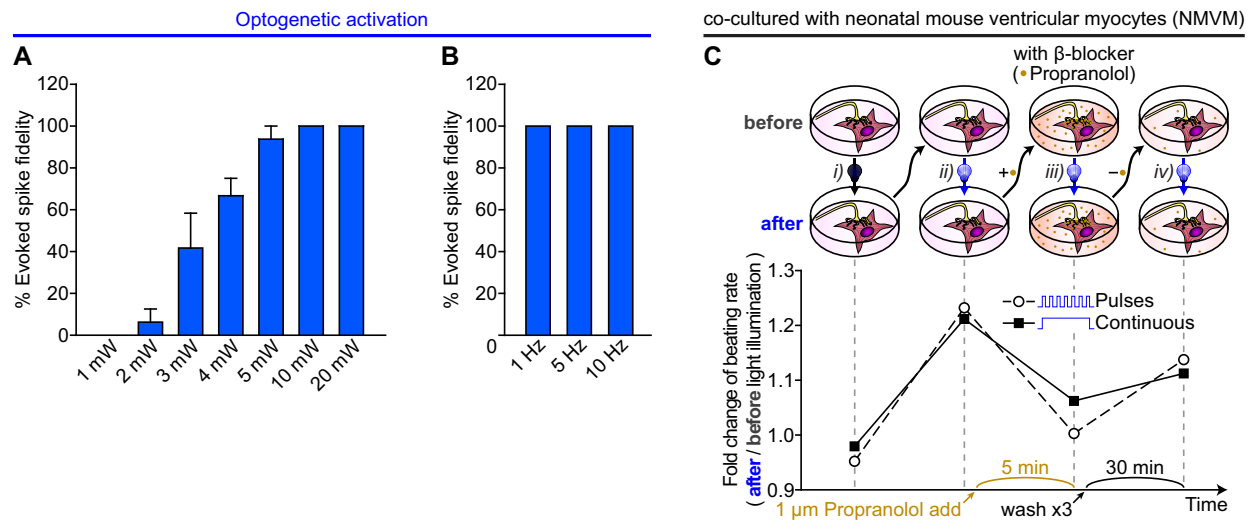 Optogenetic activation
A
% Evoked spike fidelity
120
100
80
60
40
20
0
1 mW
2 mW
3 mW
4 mW
5 mW
10 mW
20 mW
B
% Evoked spike fidelity
120
100
80
60
40
20
0
1 Hz
5 Hz
10 Hz
co-cultured with neonatal mouse ventricular myocytes (NMVM)
C
with β-blocker
(• Propranolol)
before
i)
ii)
+
iii)
−
iv)
after
Fold change of beating rate
( after / before light illumination )
1.3
1.2
1.1
1.0
0.9
Pulses
Continuous
5 min
30 min
1 μm Propranolol add
wash x3
Time